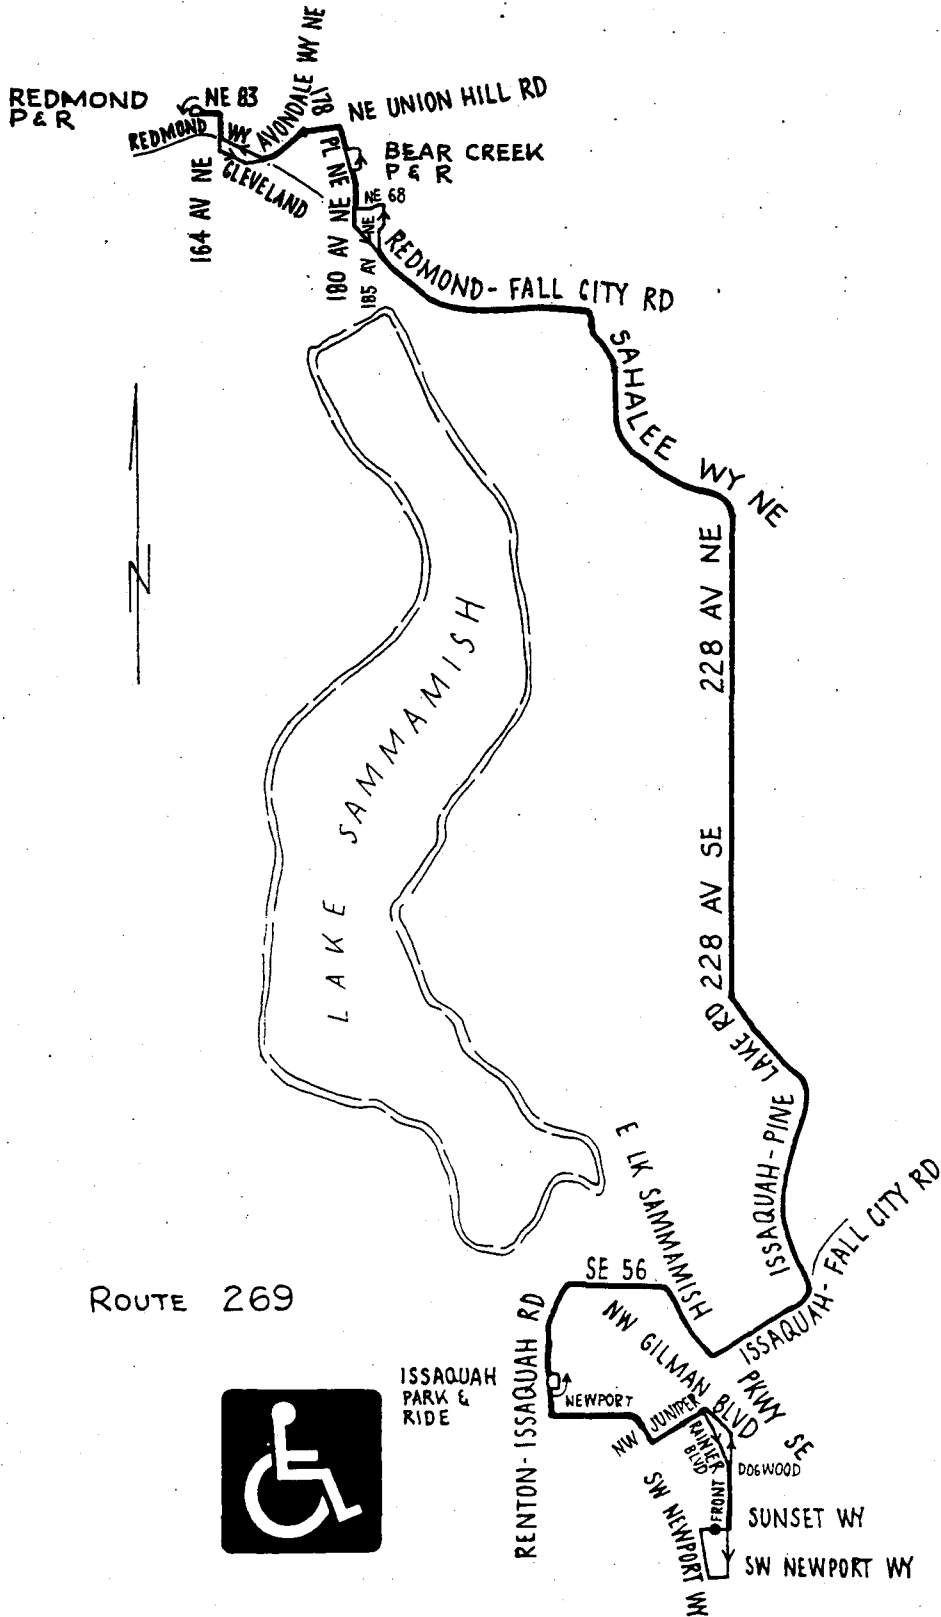 AVONDALE WY NE
REDMOND
P & R
NE 83
178
PL NE
NE UNION HILL RD
REDMOND WY
BEAR CREEK
P & R
CLEVELAND
164 AV NE
NE 68
180 AV NE
185 AV NE
REDMOND - FALL CITY RD
SAHALEE WY NE
N
228 AV NE
LAKE SAMMAMISH
228 AV SE
ISSAQUAH - PINE LAKE RD
E LK SAMMAMISH PKWY SE
ISSAQUAH - FALL CITY RD
ROUTE 269
SE 56
NW GILMAN BLVD
RENTON - ISSAQUAH RD
ISSAQUAH
PARK &
RIDE
NEWPORT
NW JUNIPER
RAINIER
BLVD
DOGWOOD
FRONT
SW NEWPORT WY
SUNSET WY
SW NEWPORT WY